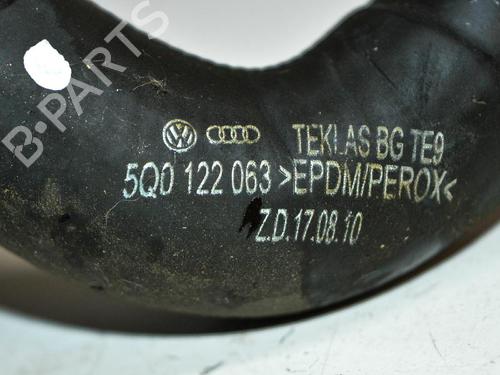 B-PARTS
TEKLAS BG TE9
5Q0 122 063 >EPDM/PEROX<
Z.D.17.08.10